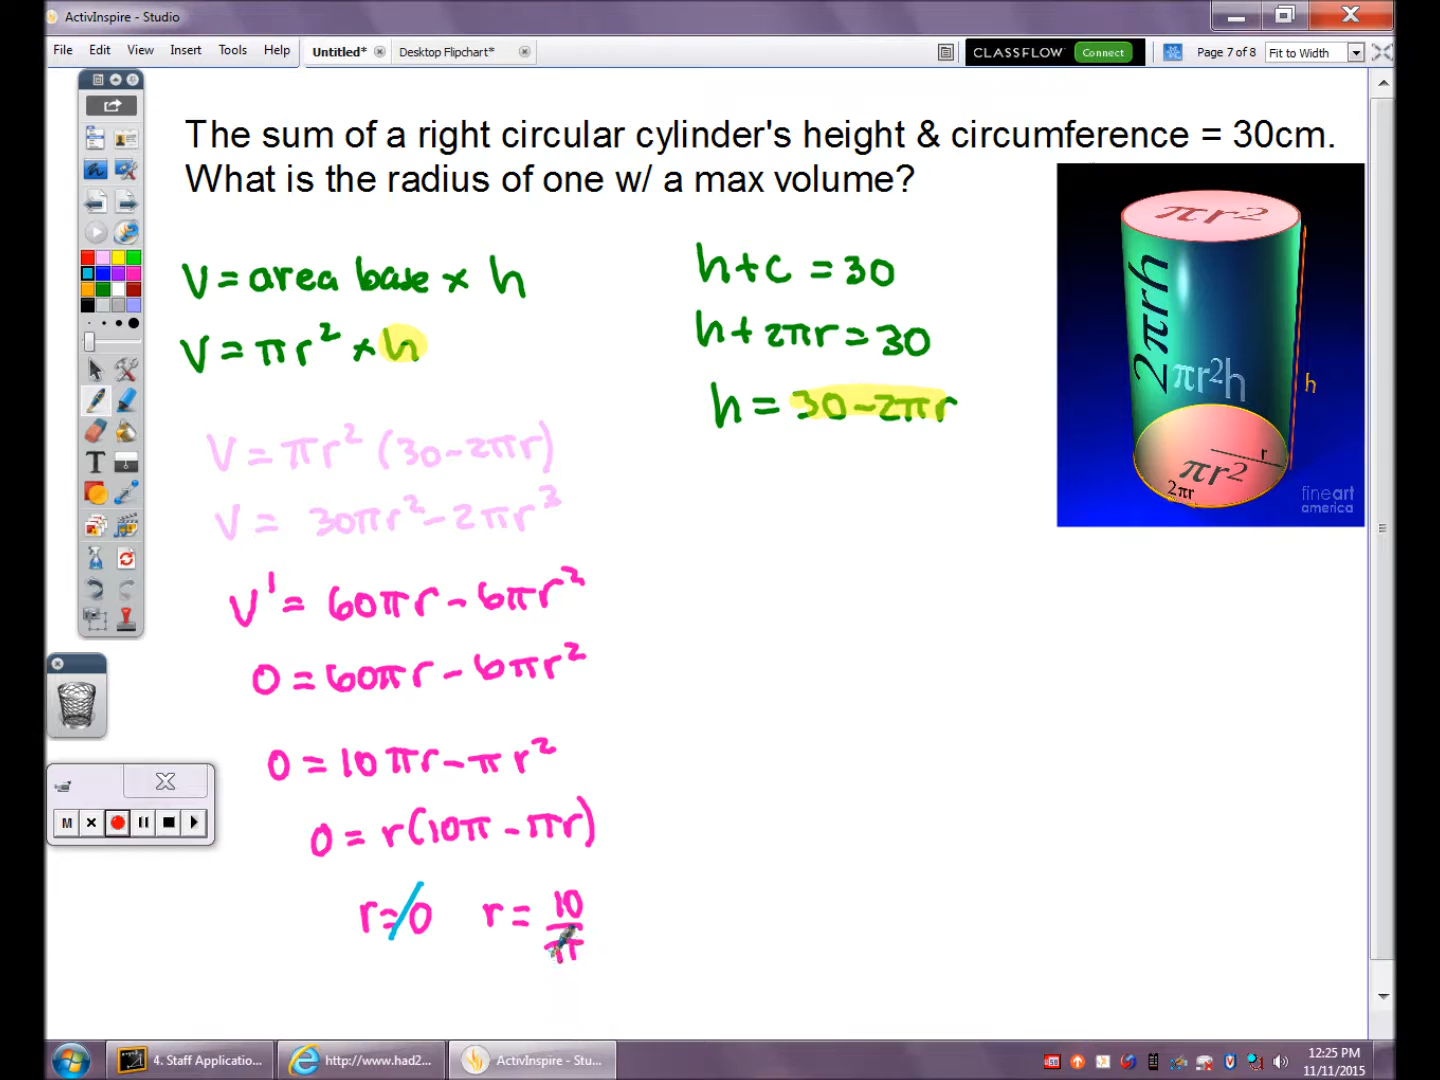 ActivInspire - Studio
File Edit View Insert Tools Help Untitled* Desktop Flipchart* CLASSFLOW Connect Page 7 of 8 Fit to Width
The sum of a right circular cylinder's height & circumference = 30cm.
What is the radius of one w/ a max volume?
V = area base × h
V = πr² × h
V = πr² (30-2πr)
V = 30πr² - 2πr³
V' = 60πr - 6πr²
0 = 60πr - 6πr²
0 = 10πr - πr²
0 = r(10π - πr)
r=0 r = 10/π
h+c = 30
h+2πr = 30
h = 30-2πr
πr²
2πrh
πr²h
h
r
πr²
2πr
fineart
america
T
M
4. Staff Applicatio...
http://www.had2...
ActivInspire - Stu...
12:25 PM
11/11/2015